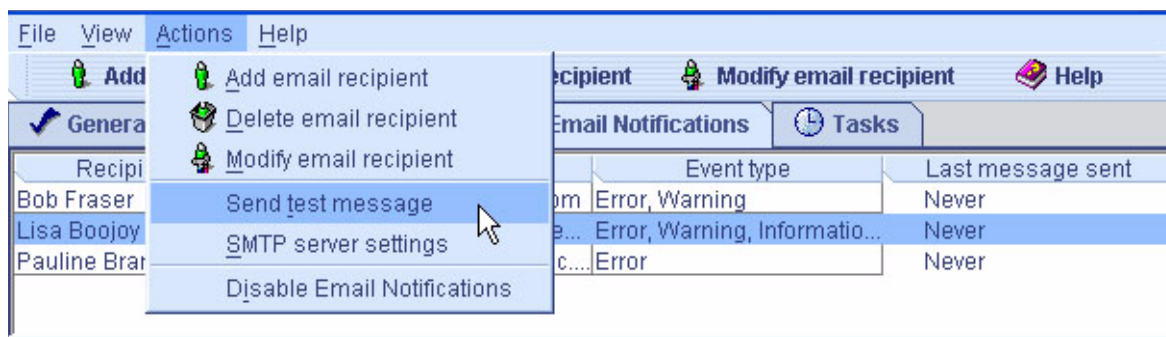 File View Actions Help
Add ecipient Modify email recipient Help
Add email recipient
Delete email recipient
Modify email recipient
Send test message
SMTP server settings
Disable Email Notifications
Genera Email Notifications Tasks
Recipi Event type Last message sent
Bob Fraser om Error, Warning Never
Lisa Boojoy e... Error, Warning, Informatio... Never
Pauline Brar c.... Error Never